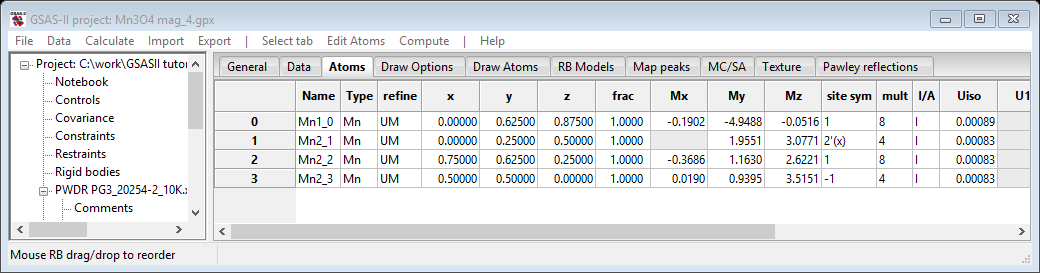 GSAS-II project: Mn3O4 mag_4.gpx
File Data Calculate Import Export | Select tab Edit Atoms Compute | Help
Project: C:\work\GSASII tutor
Notebook
Controls
Covariance
Constraints
Restraints
Rigid bodies
PWDR PG3_20254-2_10K.x
Comments
General Data Atoms Draw Options Draw Atoms RB Models Map peaks MC/SA Texture Pawley reflections
Name Type refine x y z frac Mx My Mz site sym mult I/A Uiso U1
0 Mn1_0 Mn UM 0.00000 0.62500 0.87500 1.0000 -0.1902 -4.9488 -0.0516 1 8 I 0.00089
1 Mn2_1 Mn UM 0.00000 0.25000 0.50000 1.0000 1.9551 3.0771 2'(x) 4 I 0.00083
2 Mn2_2 Mn UM 0.75000 0.62500 0.25000 1.0000 -0.3686 1.1630 2.6221 1 8 I 0.00083
3 Mn2_3 Mn UM 0.50000 0.50000 0.00000 1.0000 0.0190 0.9395 3.5151 -1 4 I 0.00083
Mouse RB drag/drop to reorder